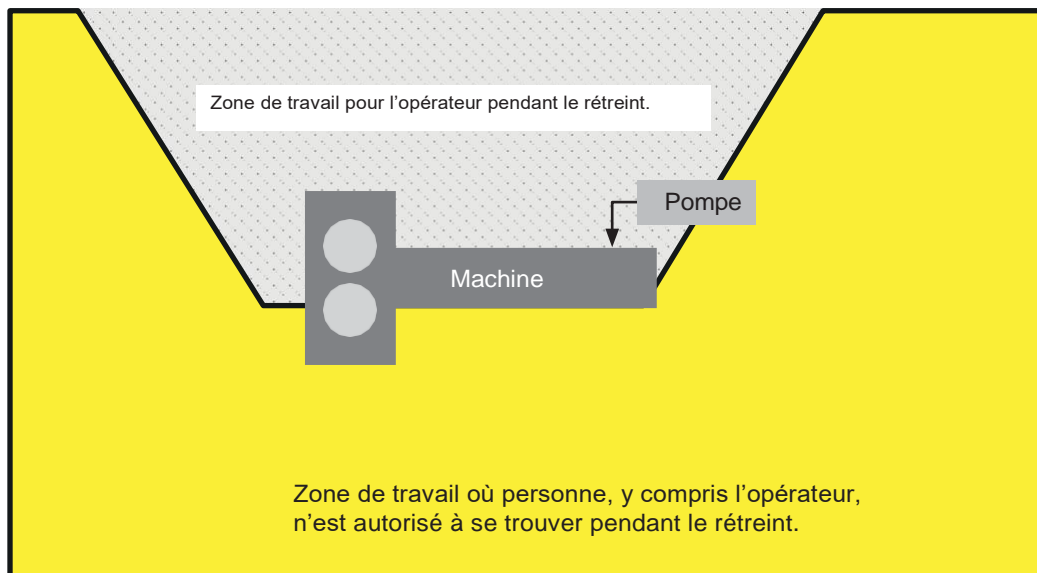 Zone de travail pour l’opérateur pendant le rétreint.
Pompe
Machine
Zone de travail où personne, y compris l’opérateur,
n’est autorisé à se trouver pendant le rétreint.